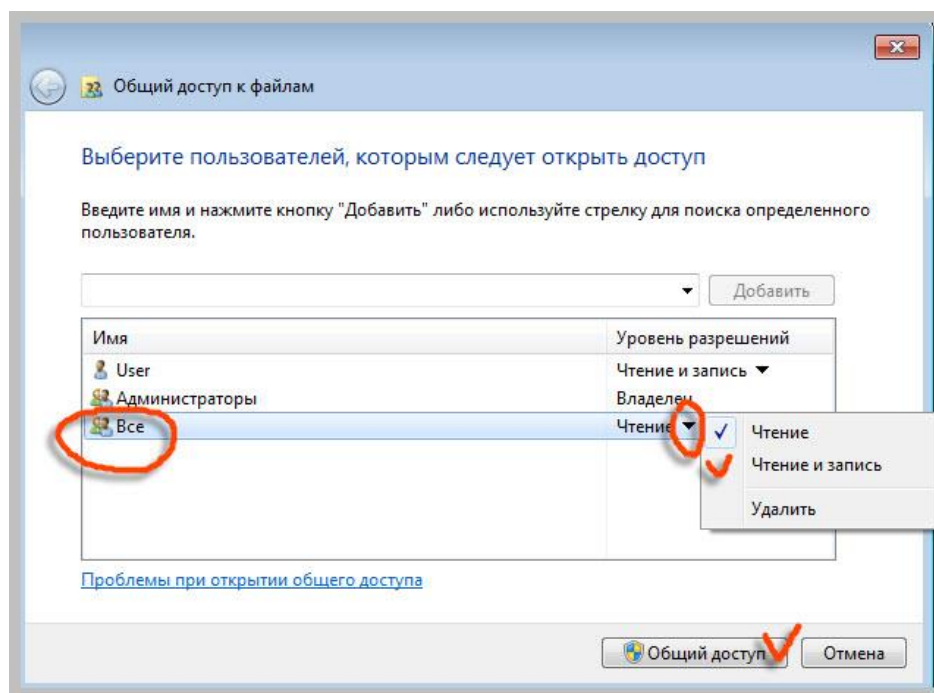 Общий доступ к файлам
Выберите пользователей, которым следует открыть доступ
Введите имя и нажмите кнопку "Добавить" либо используйте стрелку для поиска определенного
пользователя.
Добавить
Имя Уровень разрешений
User Чтение и запись
Администраторы Владелец
Все Чтение
Чтение
Чтение и запись
Удалить
Проблемы при открытии общего доступа
Общий доступ Отмена